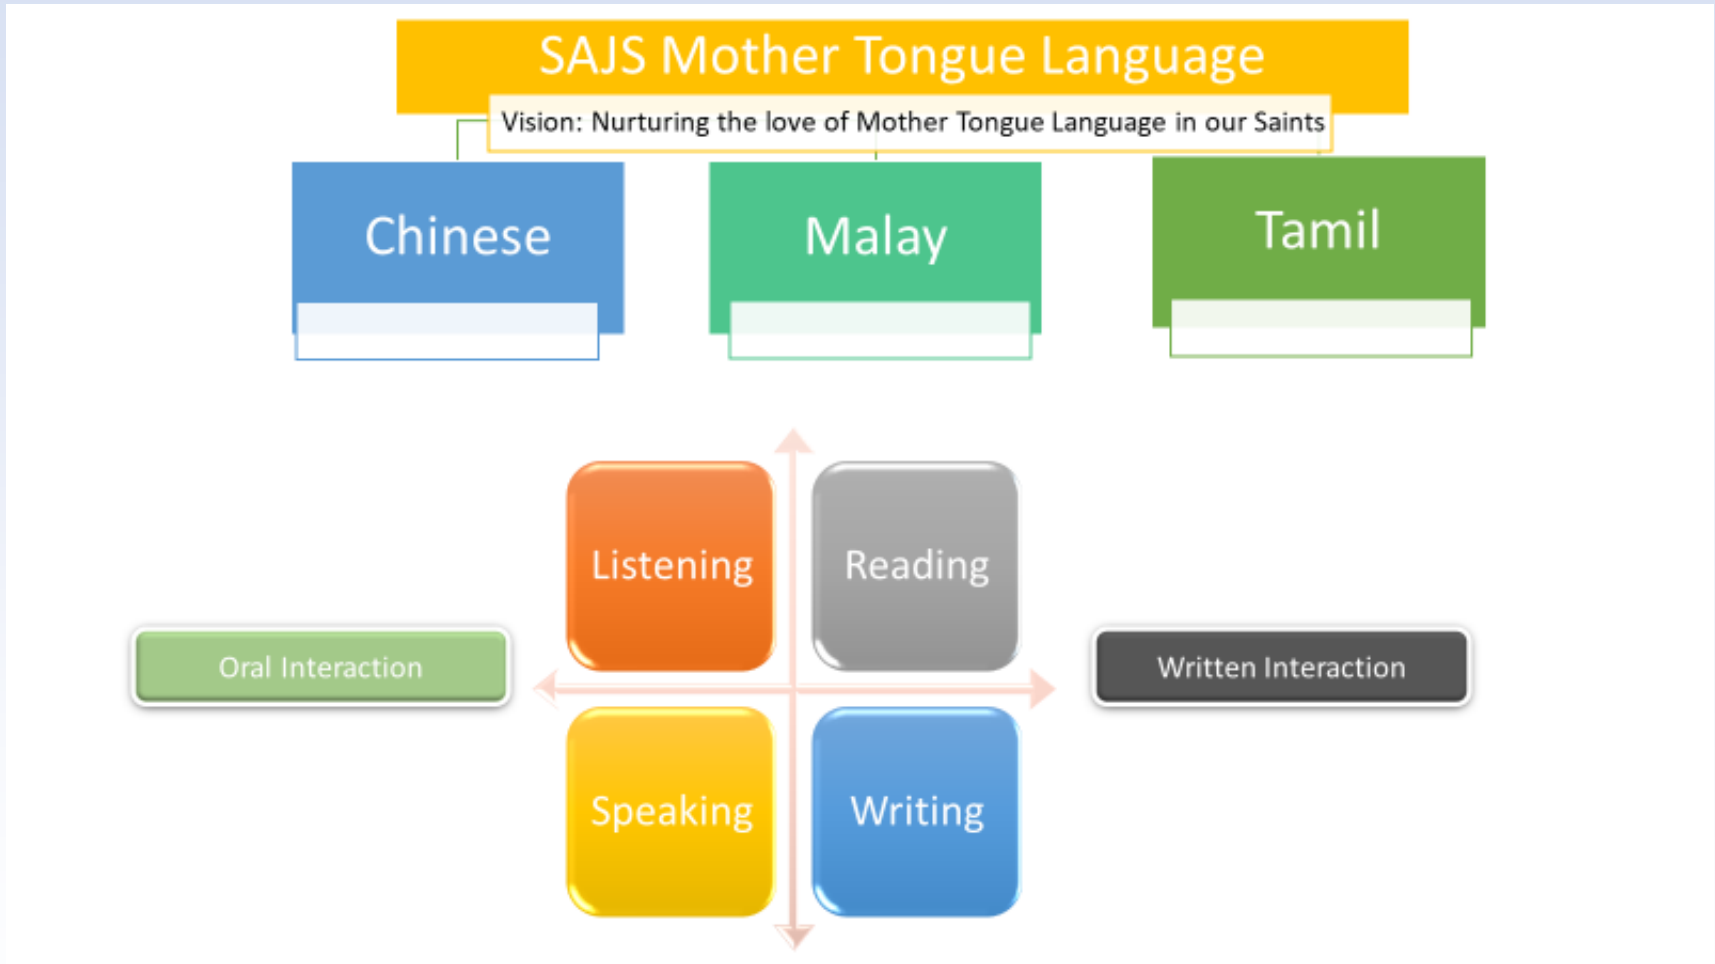 SAJS Mother Tongue Language
Vision: Nurturing the love of Mother Tongue Language in our Saints
Chinese
Malay
Tamil
Listening
Reading
Oral Interaction
Written Interaction
Speaking
Writing